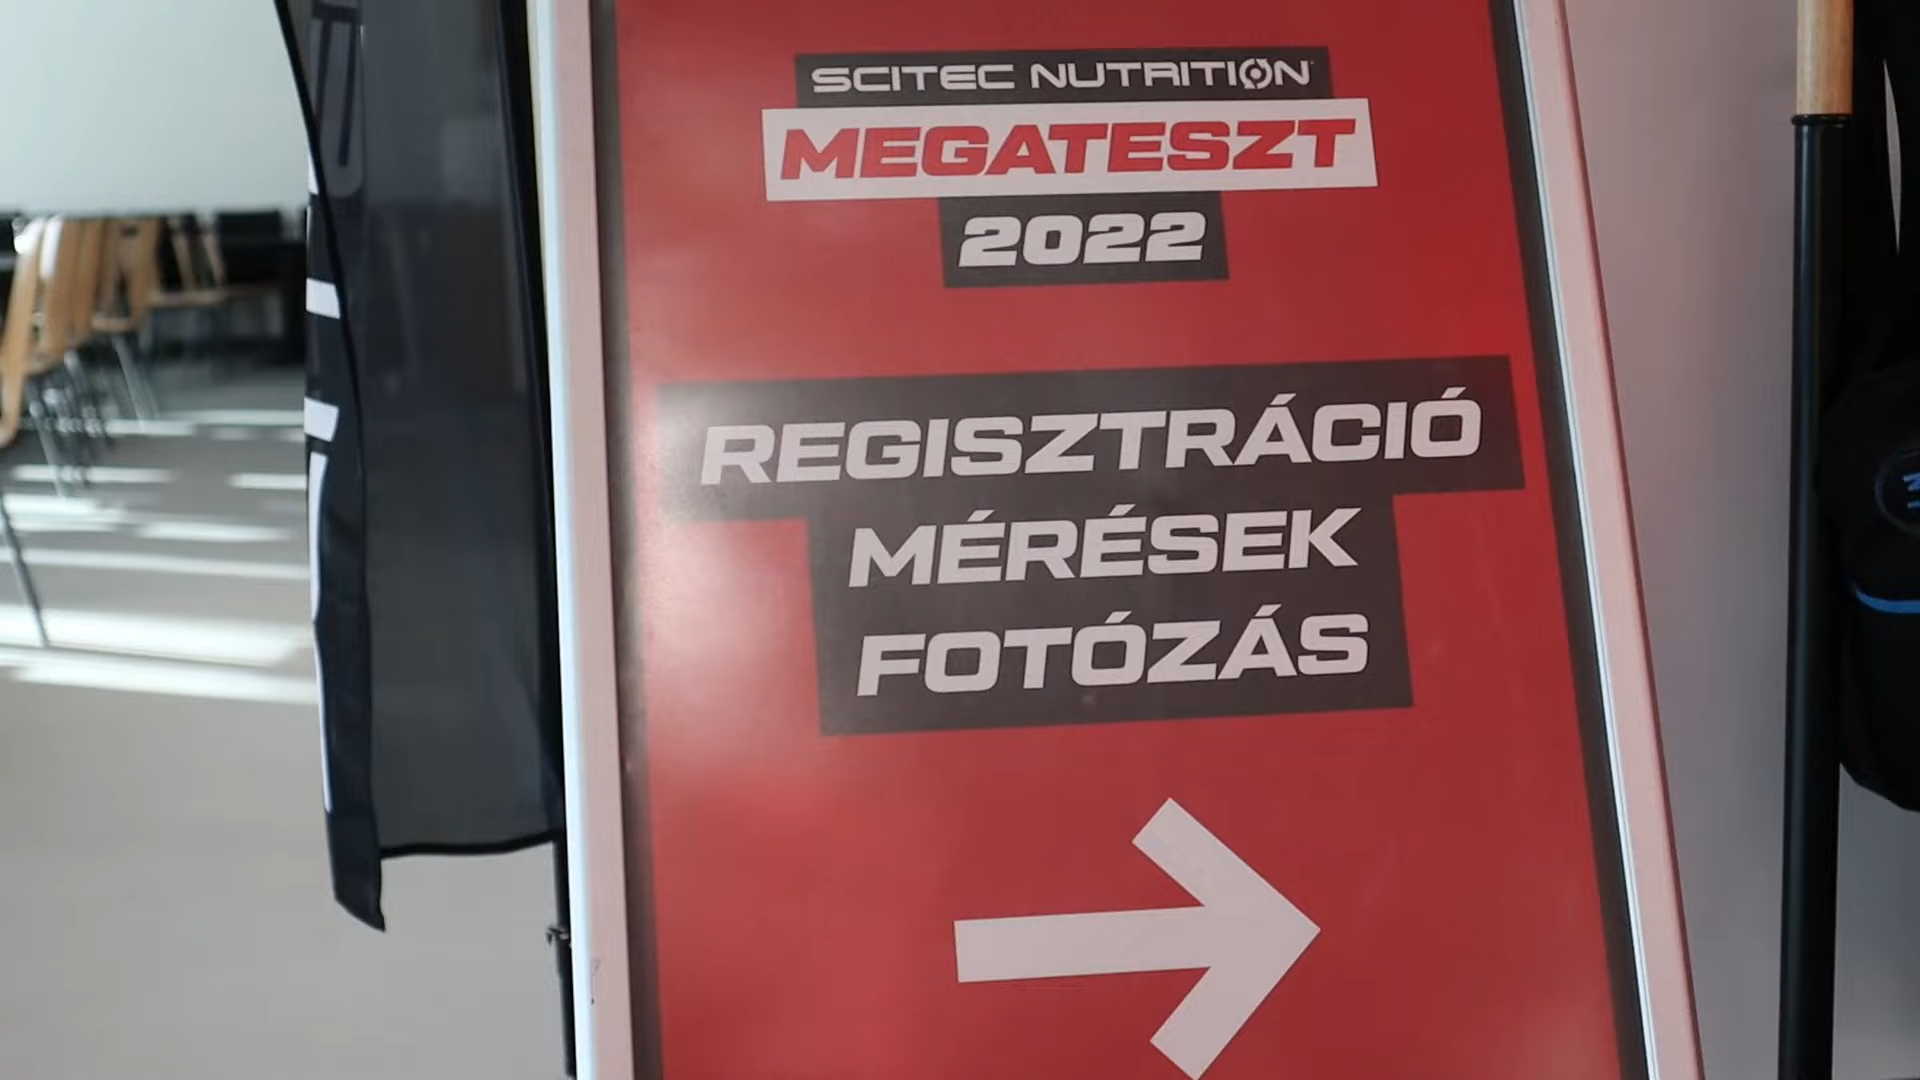 SCITEC NUTRITION
MEGATESZT
2022
REGISZTRÁCIÓ
MÉRÉSEK
FOTÓZÁS